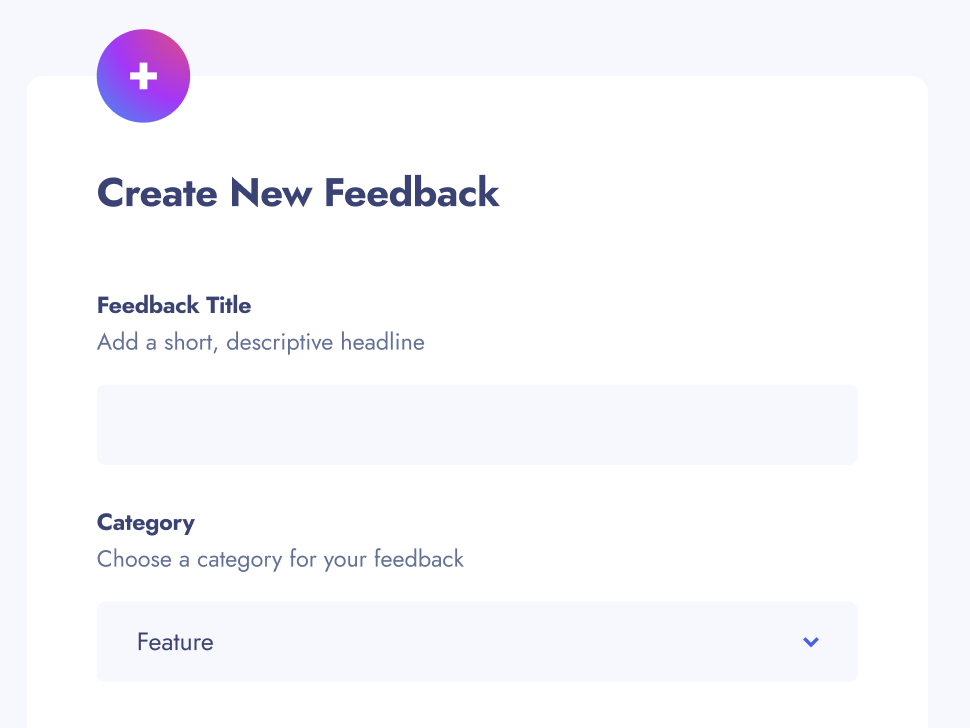 Create New Feedback
Feedback Title
Add a short, descriptive headline
Category
Choose a category for your feedback
Feature